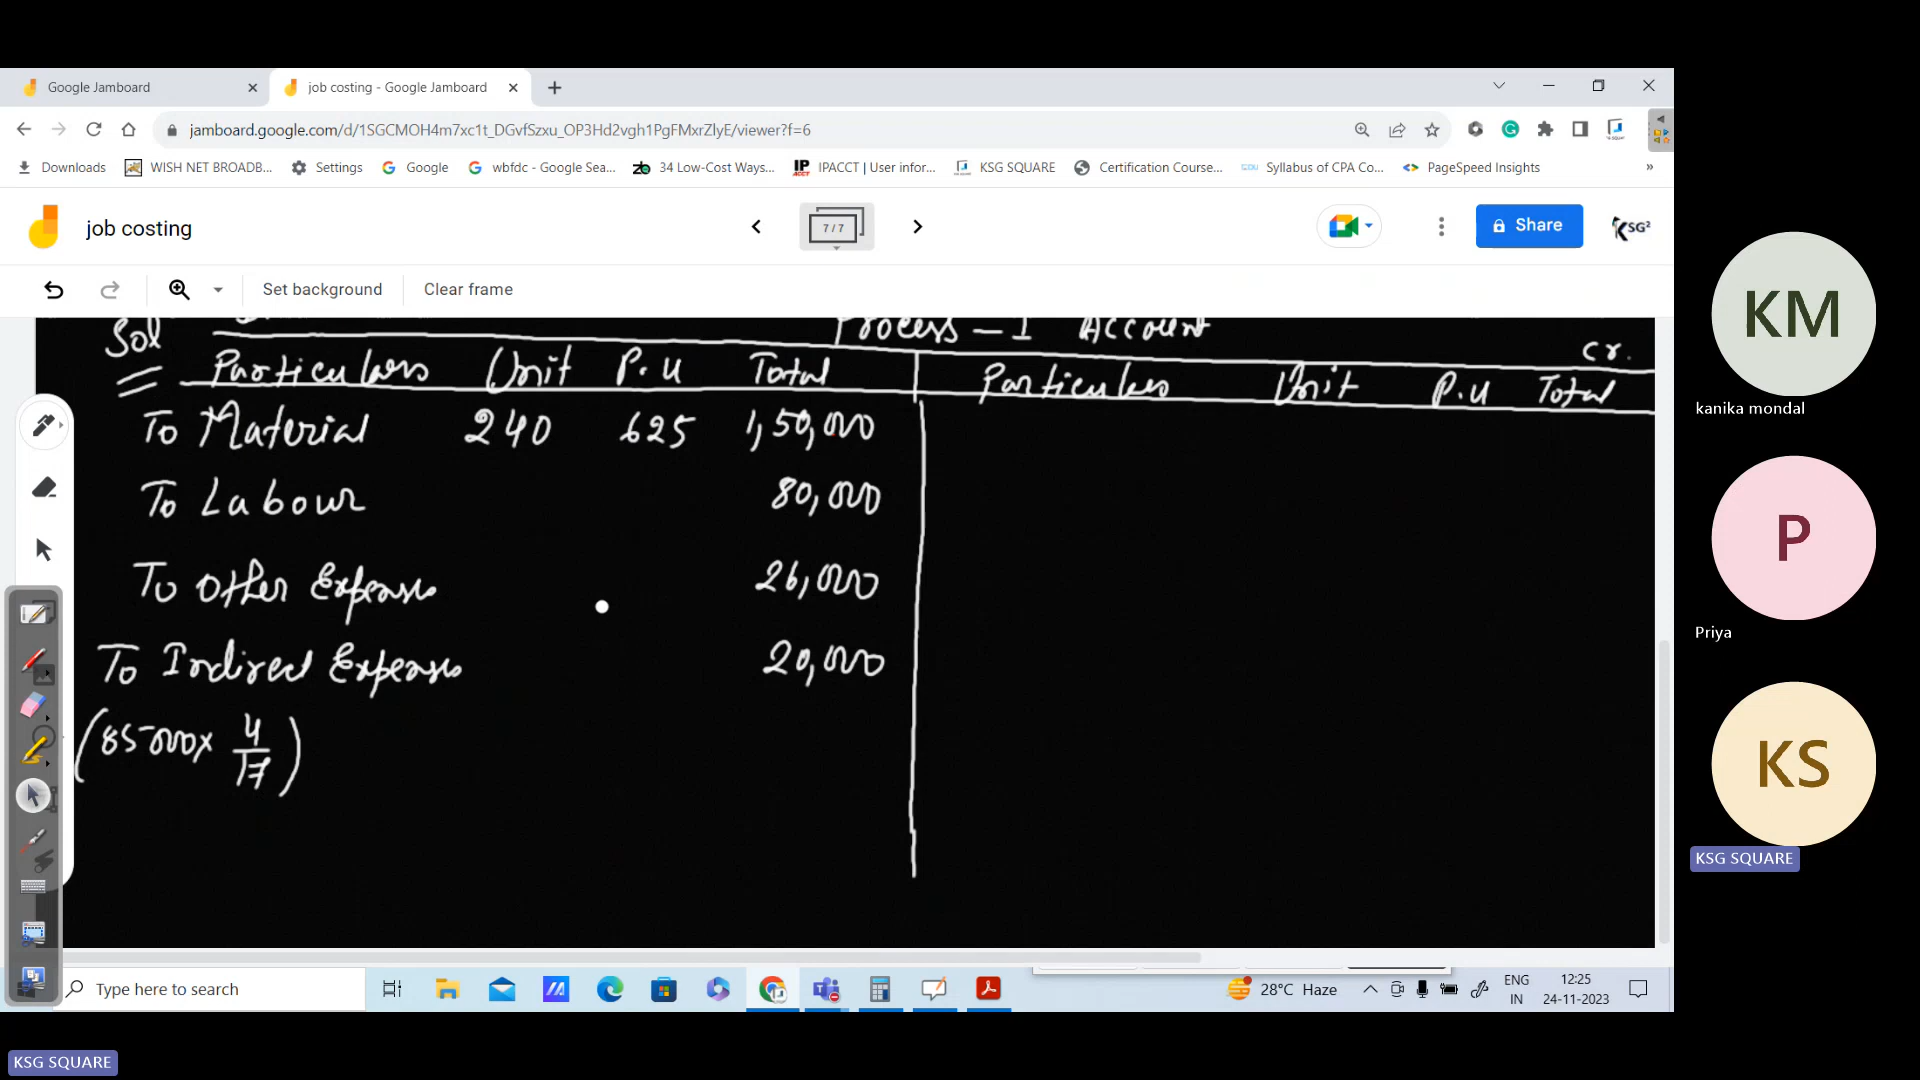 Google Jamboard
job costing - Google Jamboard
jamboard.google.com/d/1SGCMOH4m7xc1t_DGvfSzxu_OP3Hd2vgh1PgFMxrZlyE/viewer?f=6
Downloads WISH NET BROADB... Settings Google wbfdc - Google Sea... 34 Low-Cost Ways... IPACCT | User infor... KSG SQUARE Certification Course... Syllabus of CPA Co... PageSpeed Insights »
job costing
7 / 7
Share
KSG²
Set background
Clear frame
Sol
Process - I Account
Cr.
Particulars Unit P.U Total Particulars Unit P.U Total
To Material 240 625 1,50,000
To Labour 80,000
To Other Expenses 26,000
To Indirect Expenses 20,000
(85000 x 4/17)
KM
kanika mondal
P
Priya
KS
KSG SQUARE
Type here to search
28°C Haze
ENG
IN
12:25
24-11-2023
KSG SQUARE